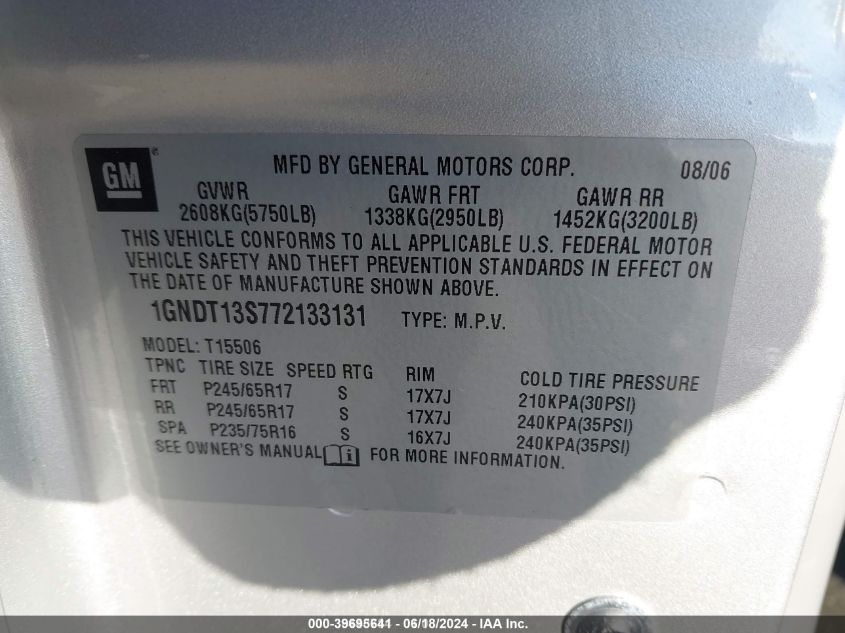 GM®
MFD BY GENERAL MOTORS CORP. 08/06
GVWR GAWR FRT GAWR RR
2608KG(5750LB) 1338KG(2950LB) 1452KG(3200LB)
THIS VEHICLE CONFORMS TO ALL APPLICABLE U.S. FEDERAL MOTOR
VEHICLE SAFETY AND THEFT PREVENTION STANDARDS IN EFFECT ON
THE DATE OF MANUFACTURE SHOWN ABOVE.
1GNDT13S772133131 TYPE: M.P.V.
MODEL: T15506
TPNC TIRE SIZE SPEED RTG RIM COLD TIRE PRESSURE
FRT P245/65R17 S 17X7J 210KPA(30PSI)
RR P245/65R17 S 17X7J 240KPA(35PSI)
SPA P235/75R16 S 16X7J 240KPA(35PSI)
SEE OWNER'S MANUAL i FOR MORE INFORMATION.
000-39695641 - 06/18/2024 - IAA Inc.